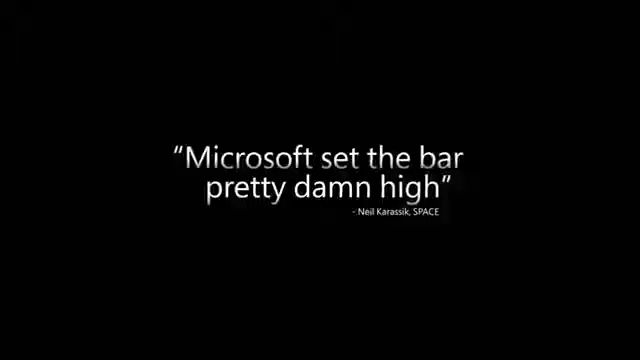 “Microsoft set the bar
pretty damn high”
- Neil Karassik, SPACE